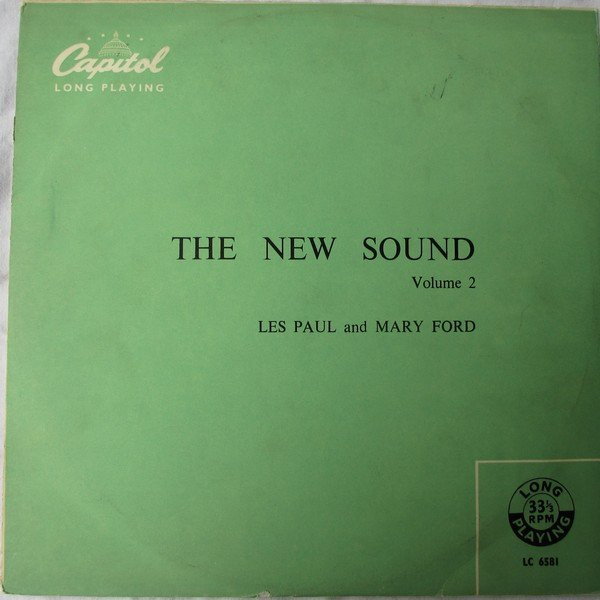 Capitol
LONG PLAYING
THE NEW SOUND
Volume 2
LES PAUL and MARY FORD
LONG
33⅓
RPM
PLAYING
LC 6581